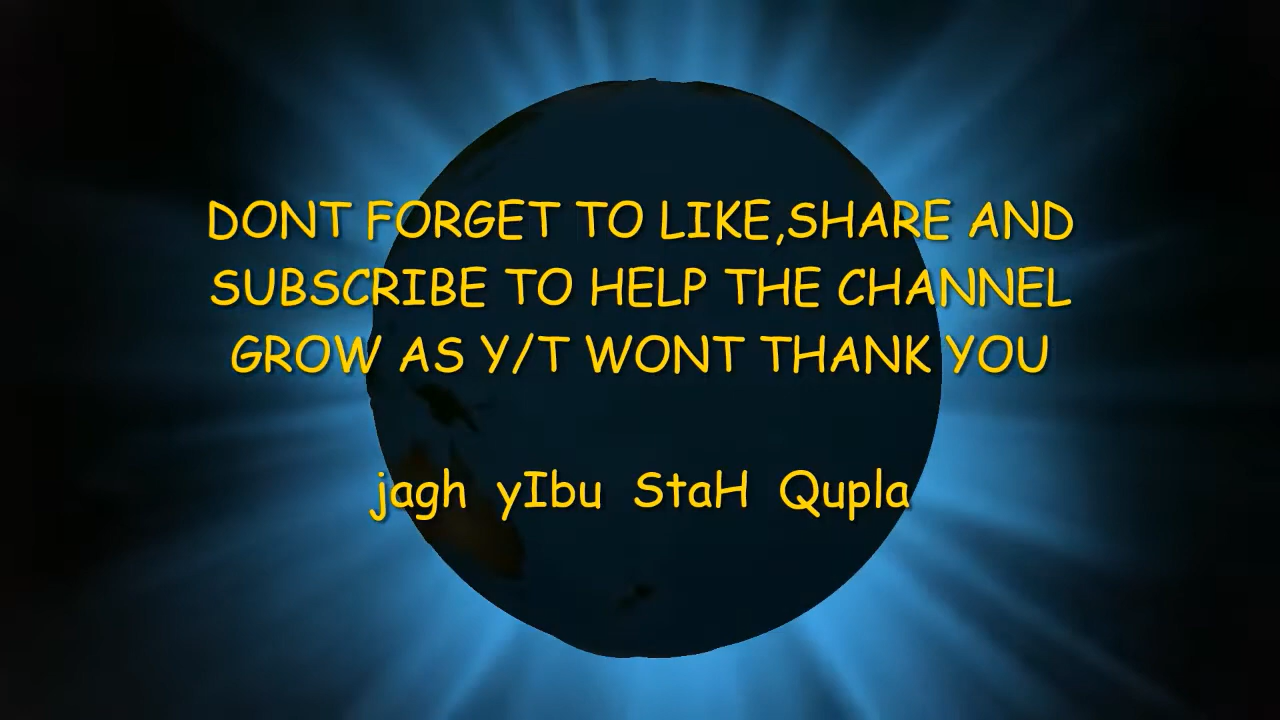 DONT FORGET TO LIKE,SHARE AND
SUBSCRIBE TO HELP THE CHANNEL
GROW AS Y/T WONT THANK YOU
jagh yIbu StaH Qupla